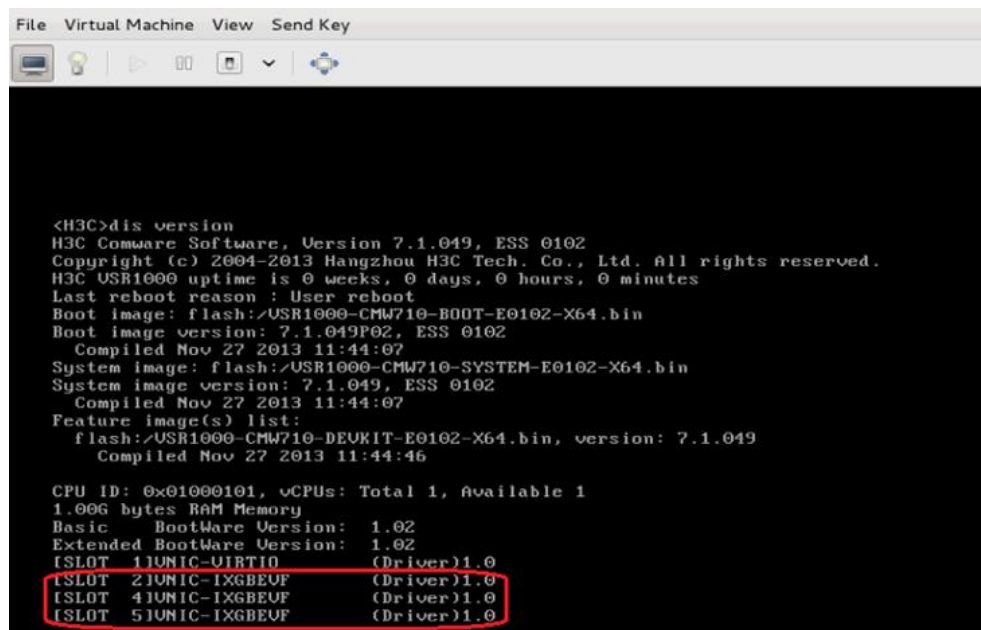 File Virtual Machine View Send Key
<H3C>dis version
H3C Comware Software, Version 7.1.049, ESS 0102
Copyright (c) 2004-2013 Hangzhou H3C Tech. Co., Ltd. All rights reserved.
H3C VSR1000 uptime is 0 weeks, 0 days, 0 hours, 0 minutes
Last reboot reason : User reboot
Boot image: flash:/VSR1000-CMW710-BOOT-E0102-X64.bin
Boot image version: 7.1.049P02, ESS 0102
  Compiled Nov 27 2013 11:44:07
System image: flash:/VSR1000-CMW710-SYSTEM-E0102-X64.bin
System image version: 7.1.049, ESS 0102
  Compiled Nov 27 2013 11:44:07
Feature image(s) list:
  flash:/VSR1000-CMW710-DEVKIT-E0102-X64.bin, version: 7.1.049
    Compiled Nov 27 2013 11:44:46
CPU ID: 0x01000101, vCPUs: Total 1, Available 1
1.00G bytes RAM Memory
Basic    BootWare Version:  1.02
Extended BootWare Version:  1.02
[SLOT  1]VNIC-VIRTIO        (Driver)1.0
[SLOT  2]VNIC-IXGBEVF       (Driver)1.0
[SLOT  4]VNIC-IXGBEVF       (Driver)1.0
[SLOT  5]VNIC-IXGBEVF       (Driver)1.0